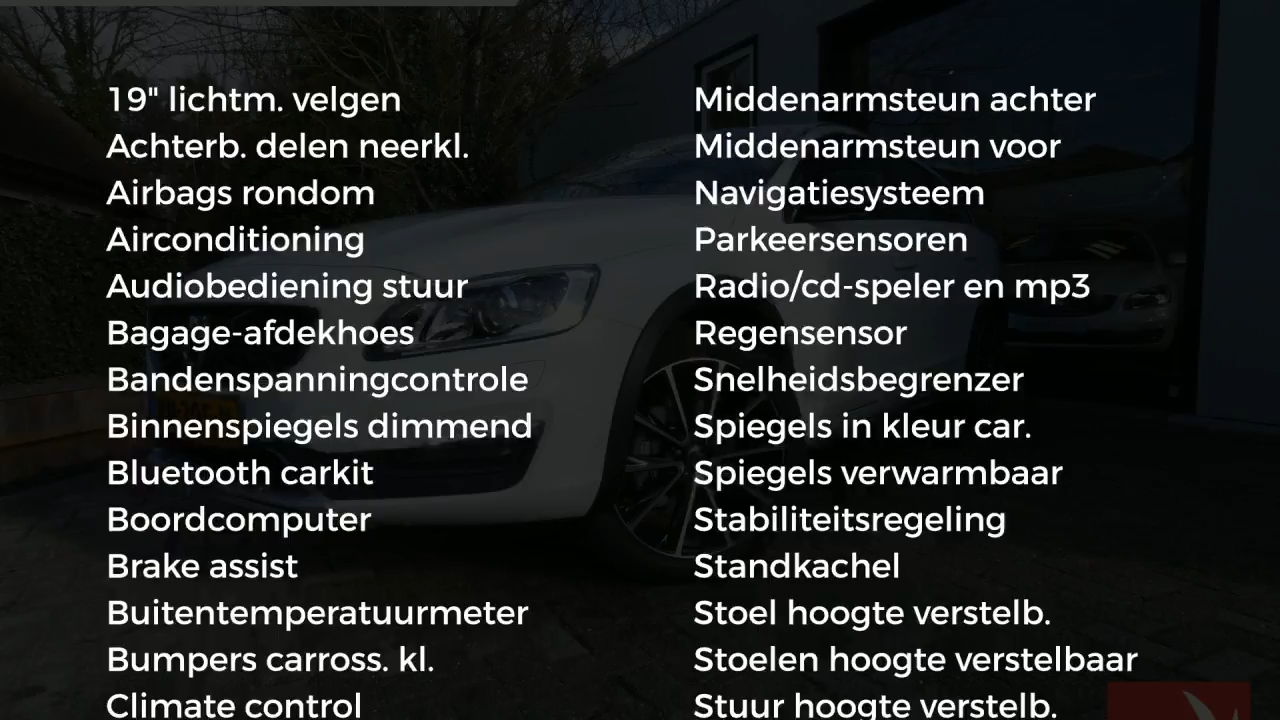 19" lichtm. velgen
Achterb. delen neerkl.
Airbags rondom
Airconditioning
Audiobediening stuur
Bagage-afdekhoes
Bandenspanningcontrole
Binnenspiegels dimmend
Bluetooth carkit
Boordcomputer
Brake assist
Buitentemperatuurmeter
Bumpers carross. kl.
Climate control
Middenarmsteun achter
Middenarmsteun voor
Navigatiesysteem
Parkeersensoren
Radio/cd-speler en mp3
Regensensor
Snelheidsbegrenzer
Spiegels in kleur car.
Spiegels verwarmbaar
Stabiliteitsregeling
Standkachel
Stoel hoogte verstelb.
Stoelen hoogte verstelbaar
Stuur hoogte verstelb.